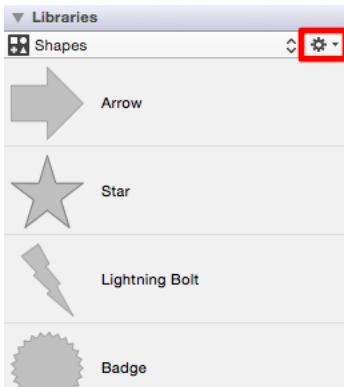 Libraries
Shapes
Arrow
Star
Lightning Bolt
Badge